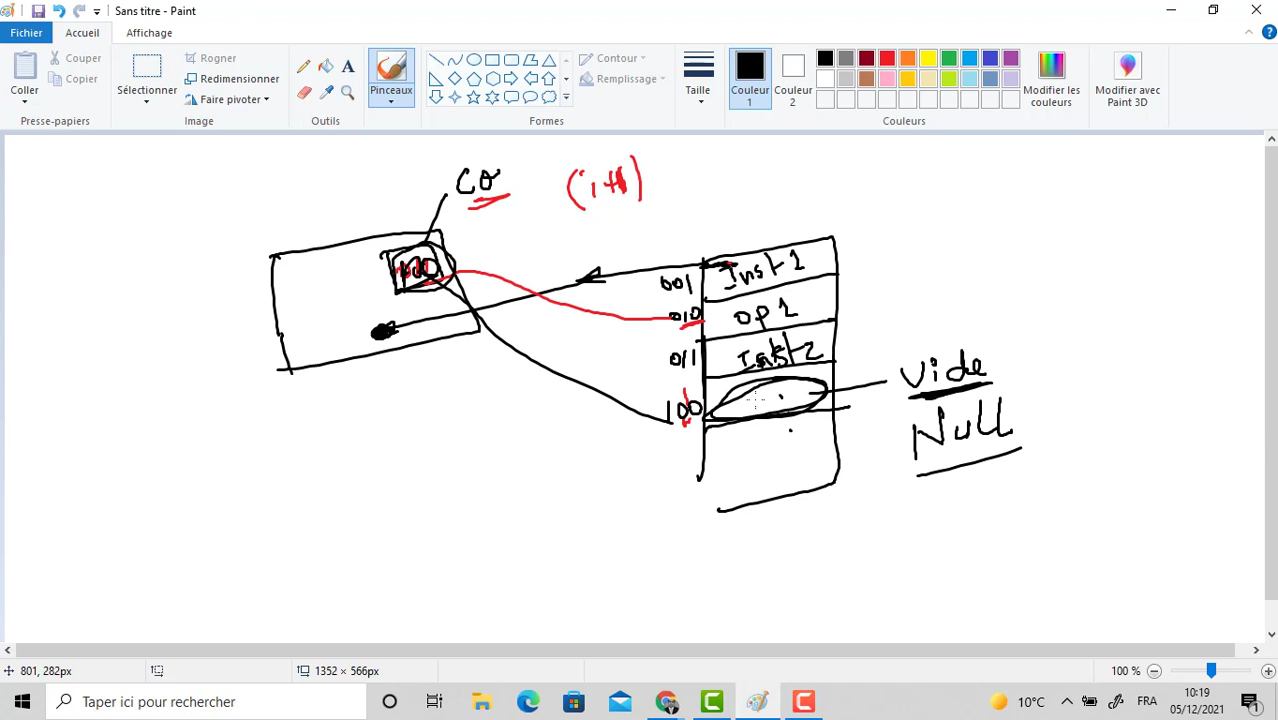 Sans titre - Paint
Fichier
Accueil
Affichage
Coller
Couper
Copier
Presse-papiers
Sélectionner
Rogner
Redimensionner
Faire pivoter
Image
A
Outils
Pinceaux
Contour
Remplissage
Formes
Taille
Couleur 1
Couleur 2
Modifier les couleurs
Couleurs
Modifier avec Paint 3D
CO
100
001 Inst-1
010 op1
011 Inst-2
100
vide
Null
801, 282px
1352 × 566px
100 %
Taper ici pour rechercher
10°C
FRA
10:19
05/12/2021
1